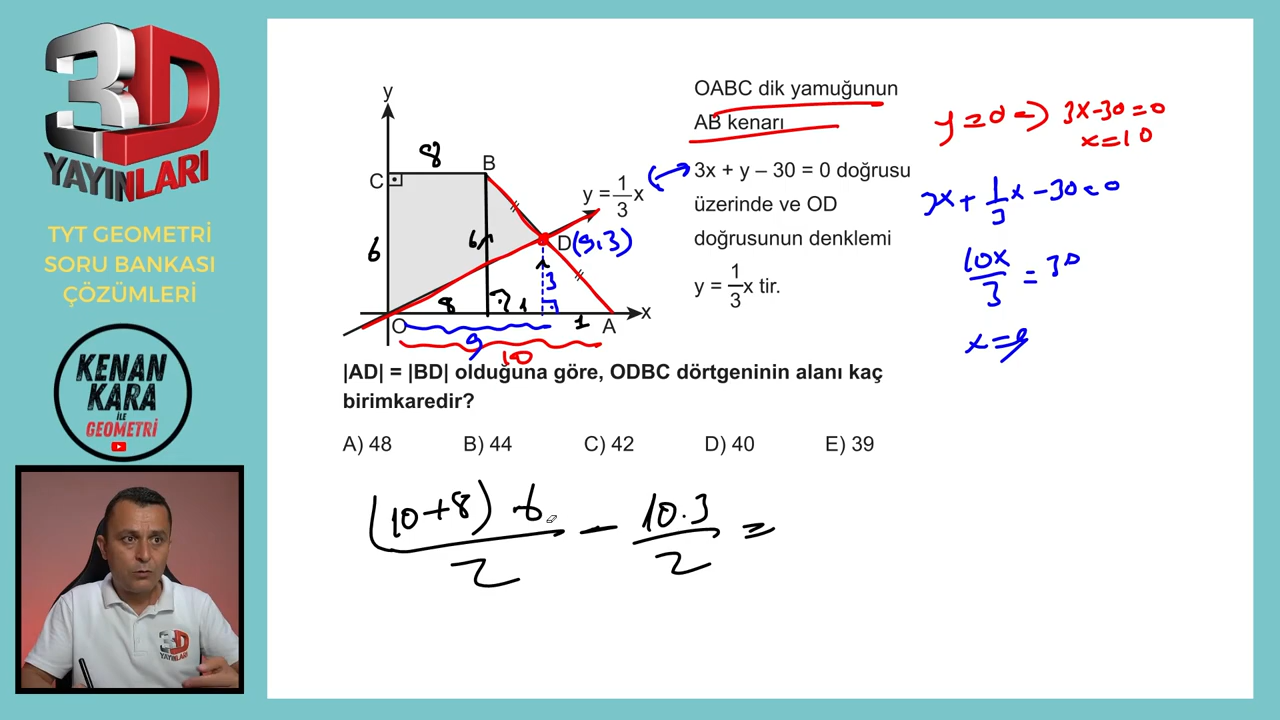 3D
YAYINLARI
TYT GEOMETRİ
SORU BANKASI
ÇÖZÜMLERİ
KENAN
KARA
İLE
GEOMETRİ
3D
YAYINLARI
y
8
C
B
6
6
y = 1/3 x
D(9,3)
3
8
1
1
O
A
x
9
10
OABC dik yamuğunun
AB kenarı
3x + y – 30 = 0 doğrusu
üzerinde ve OD
doğrusunun denklemi
y = 1/3 x tir.
y=0 => 3x-30=0
x=10
3x+1/3x-30=0
10x/3=30
x=9
|AD| = |BD| olduğuna göre, ODBC dörtgeninin alanı kaç
birimkaredir?
A) 48 B) 44 C) 42 D) 40 E) 39
(10+8).6/2 - 10.3/2 =